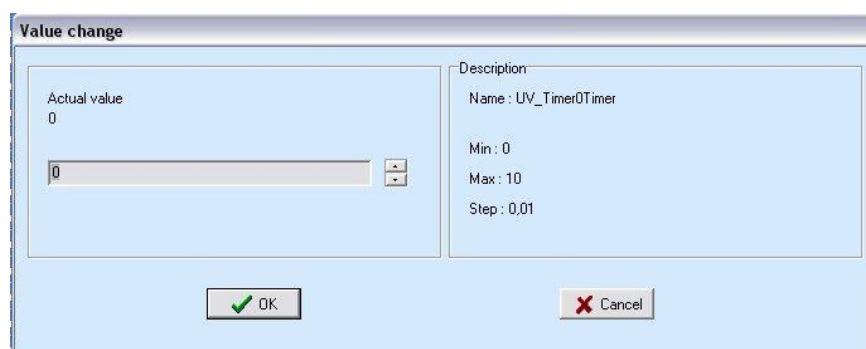 Value change
Actual value
0
0
Description
Name : UV_Timer0Timer
Min : 0
Max : 10
Step : 0,01
OK
Cancel